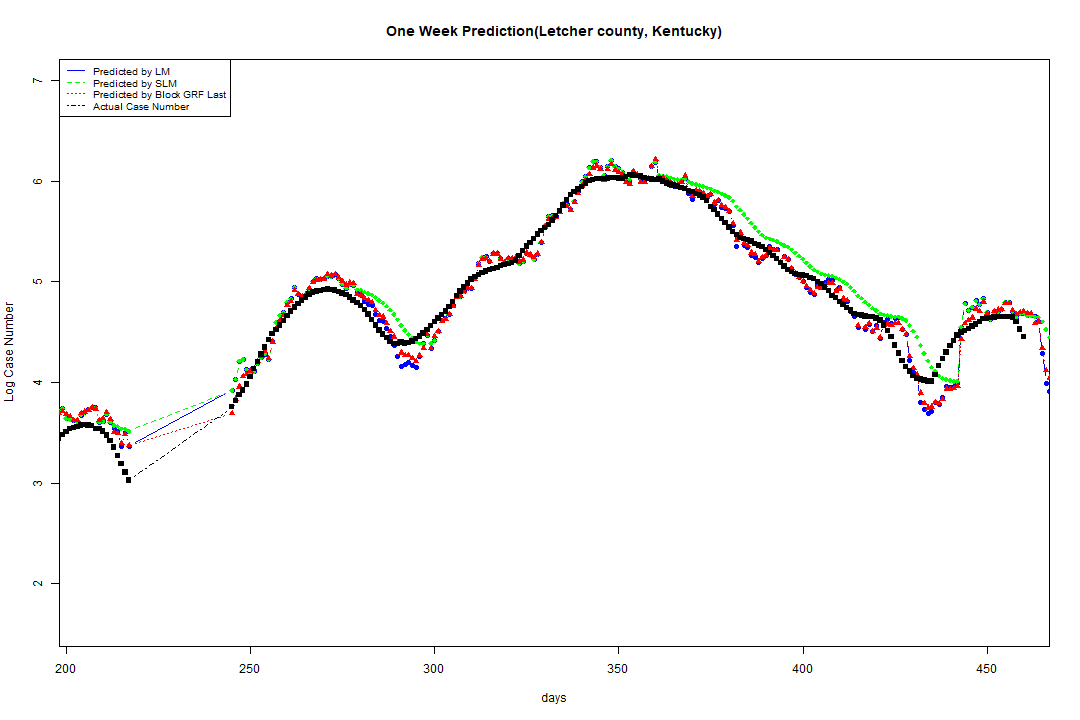 One Week Prediction(Letcher county, Kentucky)
Predicted by LM
Predicted by SLM
Predicted by Block GRF Last
Actual Case Number
7
6
5
4
3
2
Log Case Number
200 250 300 350 400 450
days